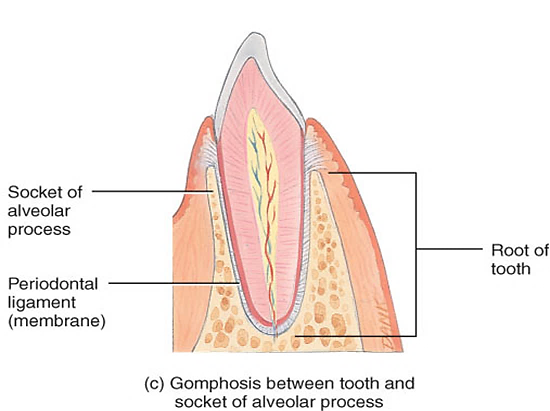 Socket of
alveolar
process
Root of
tooth
Periodontal
ligament
(membrane)
(c) Gomphosis between tooth and
socket of alveolar process